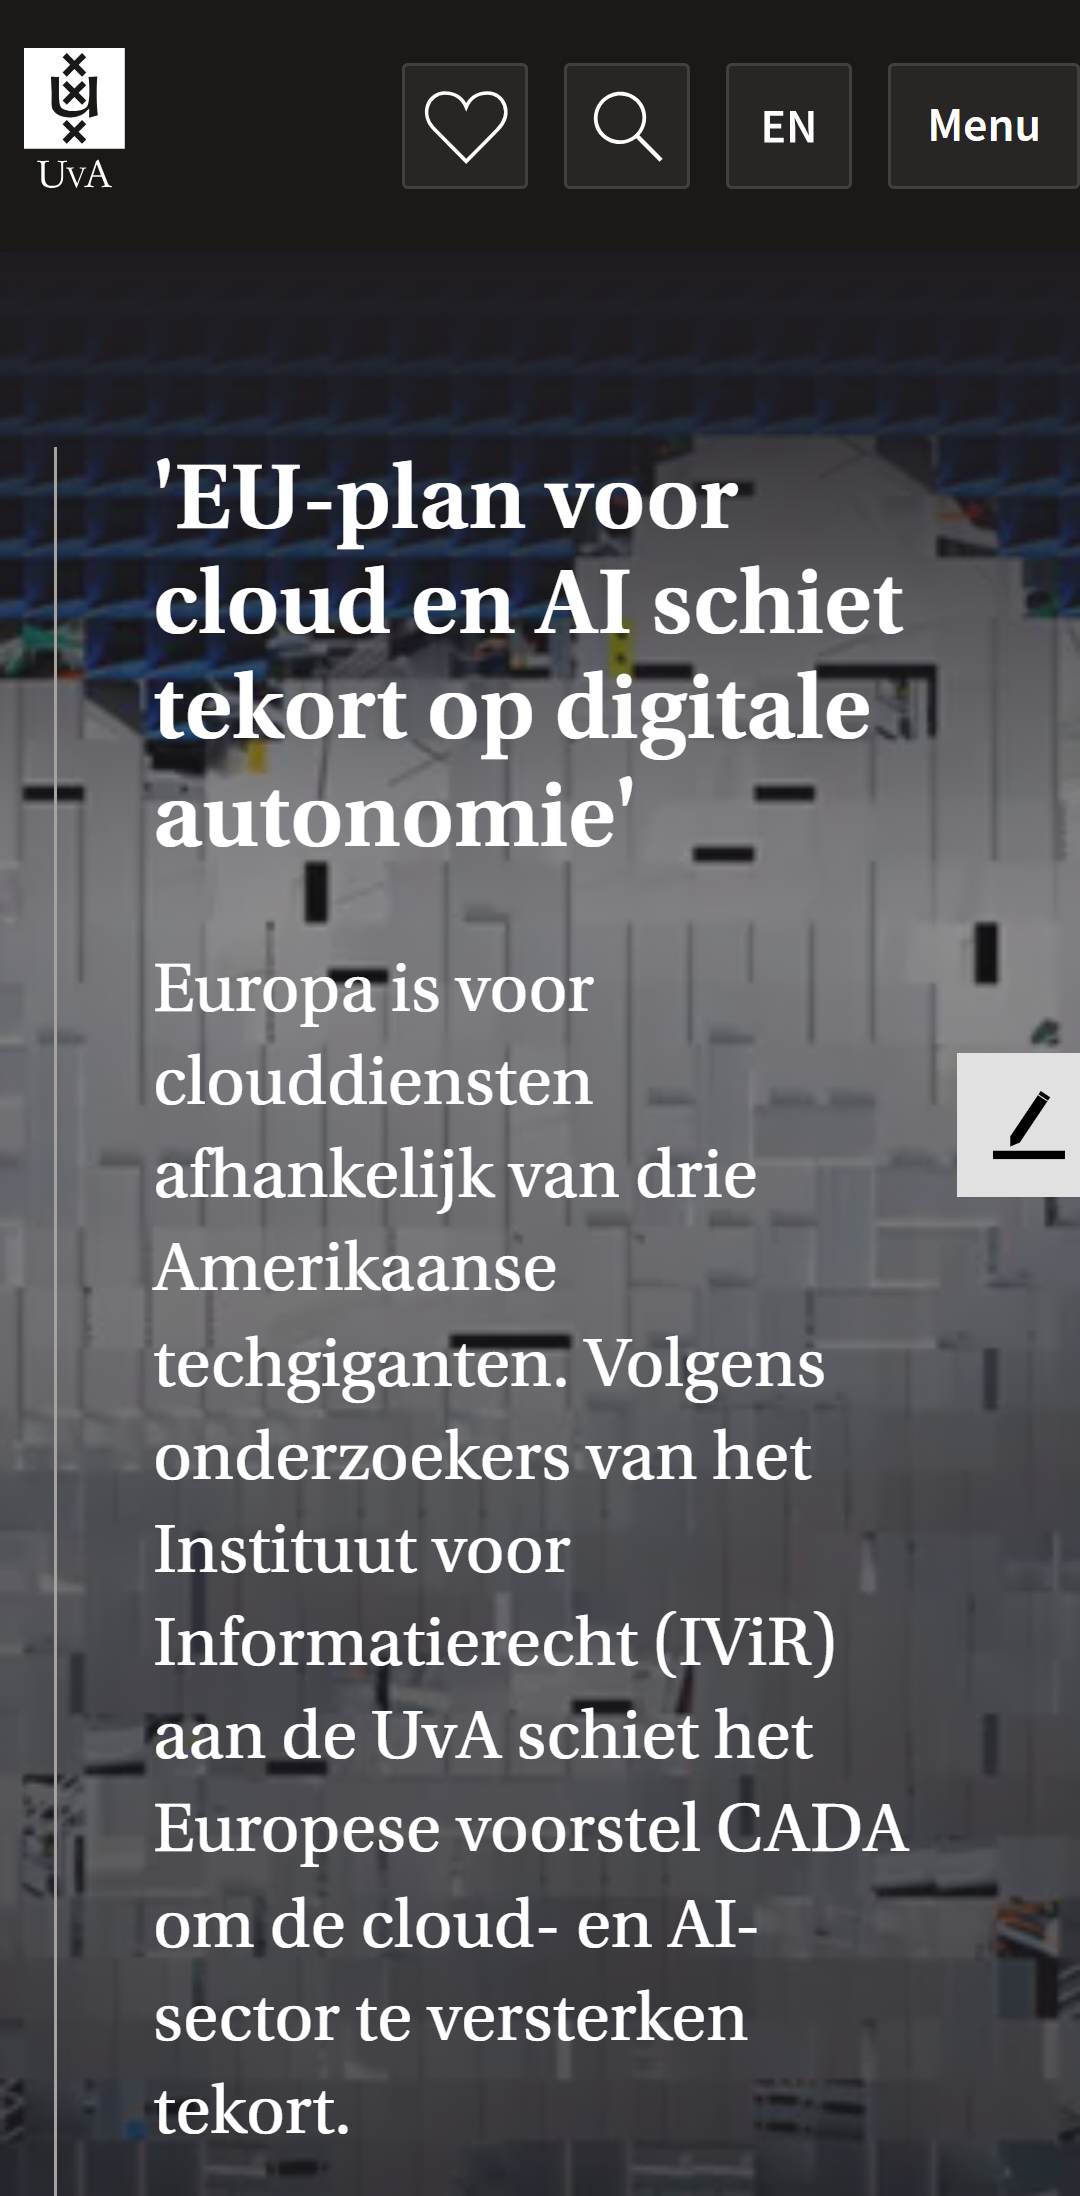 UvA
EN
Menu
'EU-plan voor
cloud en AI schiet
tekort op digitale
autonomie'
Europa is voor
clouddiensten
afhankelijk van drie
Amerikaanse
techgiganten. Volgens
onderzoekers van het
Instituut voor
Informatierecht (IViR)
aan de UvA schiet het
Europese voorstel CADA
om de cloud- en AI-
sector te versterken
tekort.